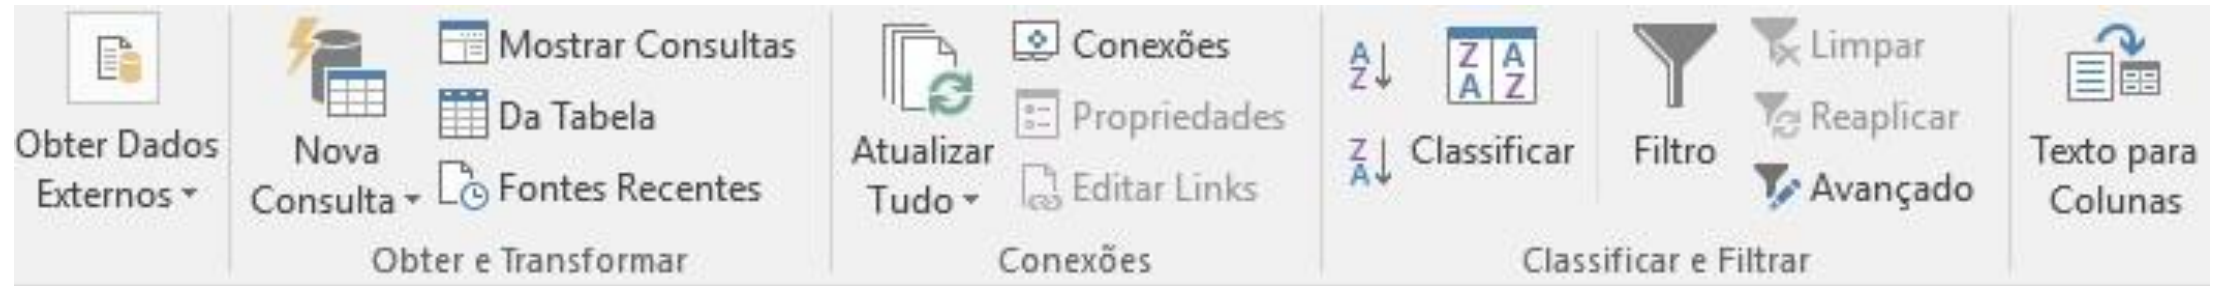 Obter Dados
Externos
Nova
Consulta
Mostrar Consultas
Da Tabela
Fontes Recentes
Obter e Transformar
Atualizar
Tudo
Conexões
Propriedades
Editar Links
Conexões
A
Z
Z
A
Z A
A Z
Classificar
Filtro
Limpar
Reaplicar
Avançado
Classificar e Filtrar
Texto para
Colunas